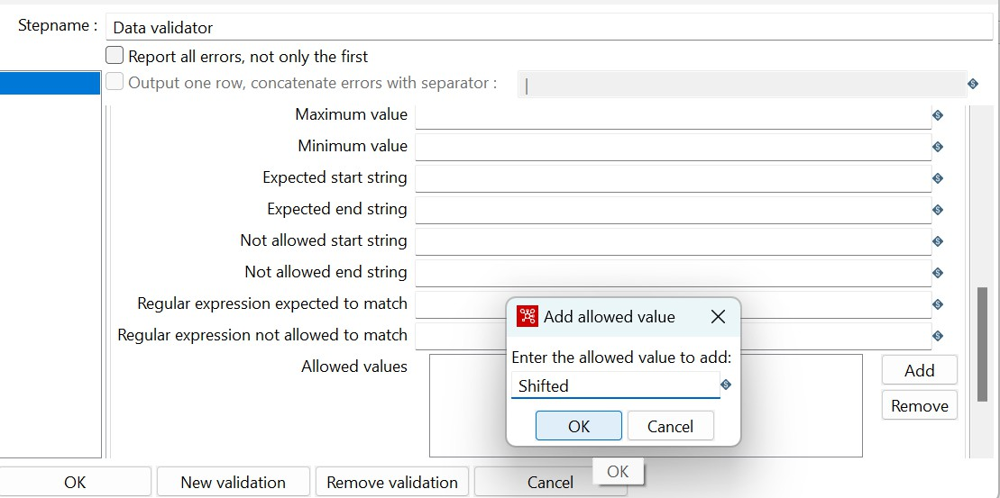 Stepname : Data validator
Report all errors, not only the first
Output one row, concatenate errors with separator : |
Maximum value
Minimum value
Expected start string
Expected end string
Not allowed start string
Not allowed end string
Regular expression expected to match
Regular expression not allowed to match
Allowed values
Add
Remove
Add allowed value
Enter the allowed value to add:
Shifted
OK Cancel
OK New validation Remove validation Cancel
OK